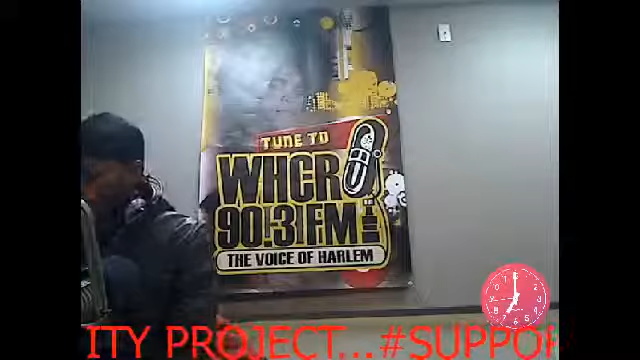 TUNE TO
WHCR
90.3 FM
THE VOICE OF HARLEM
ITY PROJECT...#SUPPOR